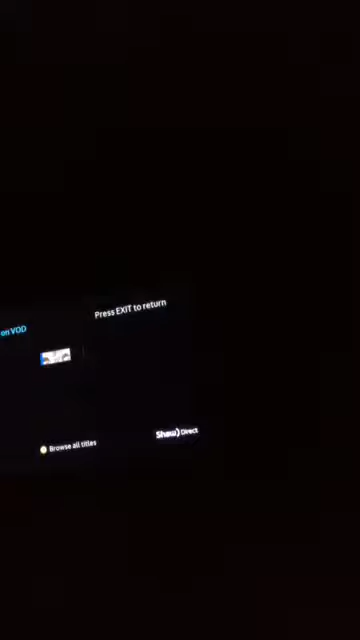 Press EXIT to return
on VOD
Browse all titles
Shaw) Direct